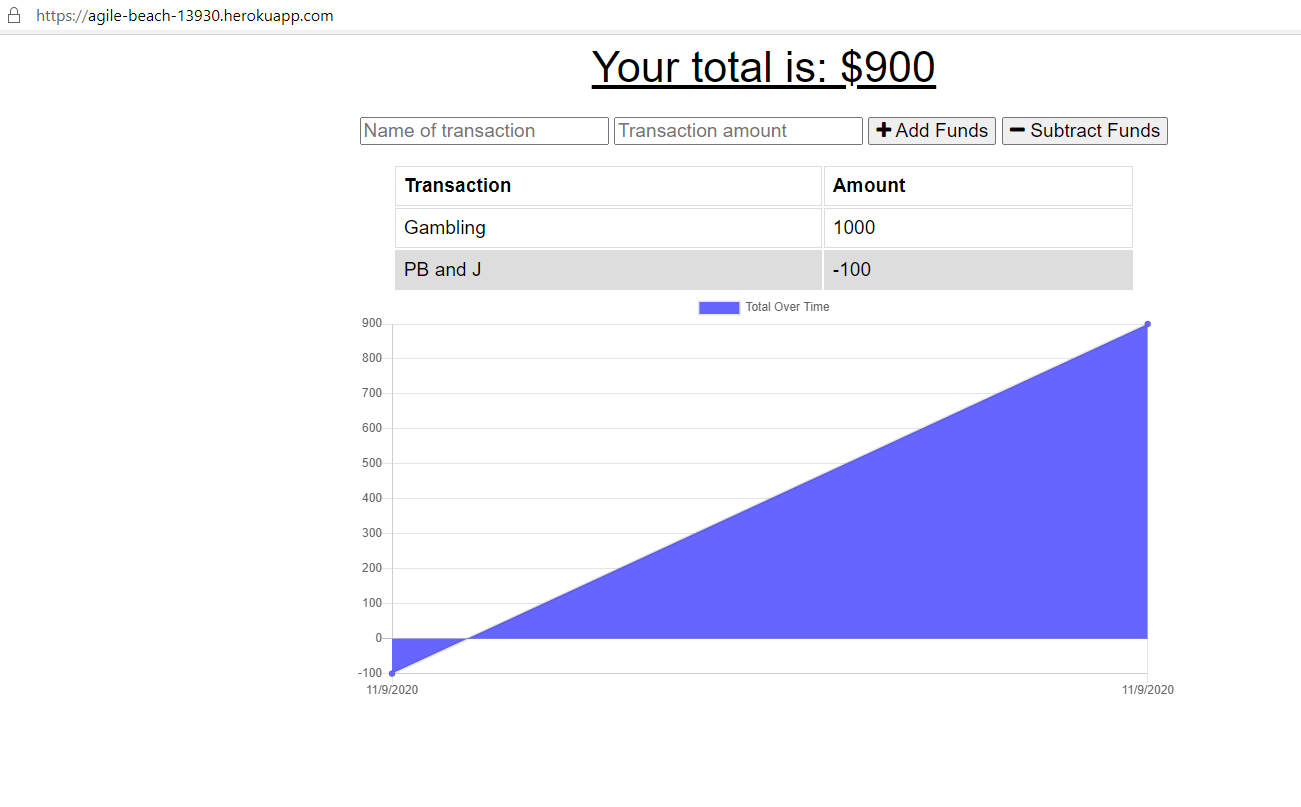 https://agile-beach-13930.herokuapp.com
Your total is: $900
Name of transaction Transaction amount Add Funds Subtract Funds
Transaction Amount
Gambling 1000
PB and J -100
Total Over Time
900
800
700
600
500
400
300
200
100
0
-100
11/9/2020 11/9/2020